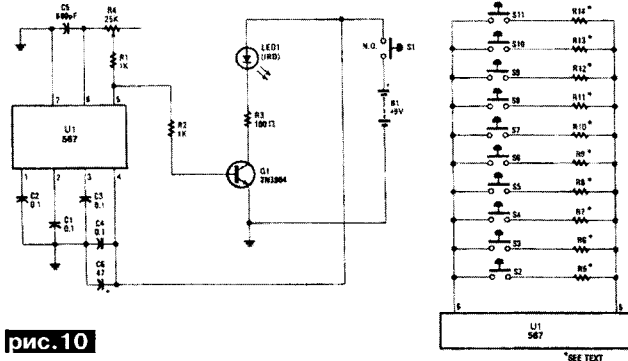 C5
R4
25K
R1
1K
7
6
5
U1
567
1
2
3
4
C2
0.1
C1
0.1
C3
0.1
C4
0.1
C6
47
+
R2
1K
LED1
(IRD)
R3
100Ω
Q1
2N3904
N.O.
S1
B1
+9V
S11
R14*
S10
R13*
S9
R12*
S8
R11*
S7
R10*
S6
R9*
S5
R8*
S4
R7*
S3
R6*
S2
R5*
6
5
U1
567
*SEE TEXT
рис.10